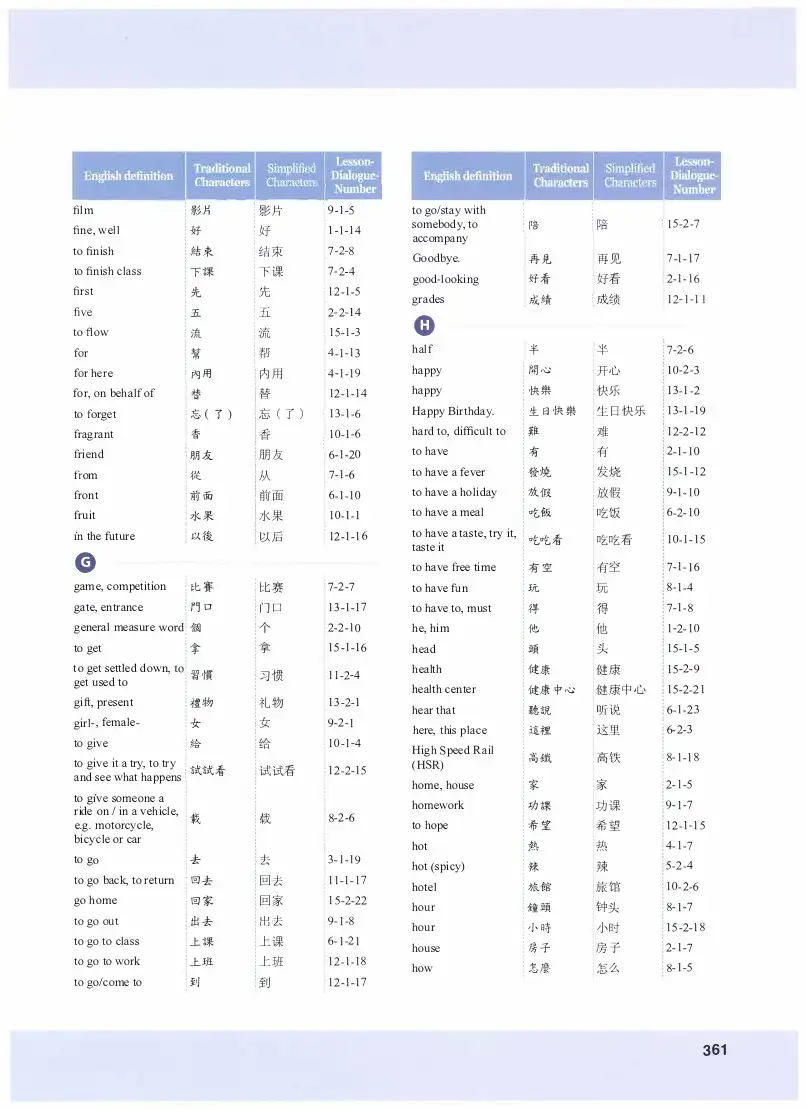 English definition Traditional Characters Simplified Characters Lesson-Dialogue-Number
film 影片 影片 9-1-5
fine, well 好 好 1-1-14
to finish 結束 结束 7-2-8
to finish class 下課 下课 7-2-4
first 先 先 12-1-5
five 五 五 2-2-14
to flow 流 流 15-1-3
for 幫 帮 4-1-13
for here 內用 内用 4-1-19
for, on behalf of 替 替 12-1-14
to forget 忘(了) 忘(了) 13-1-6
fragrant 香 香 10-1-6
friend 朋友 朋友 6-1-20
from 從 从 7-1-6
front 前面 前面 6-1-10
fruit 水果 水果 10-1-1
in the future 以後 以后 12-1-16
G
game, competition 比賽 比赛 7-2-7
gate, entrance 門口 门口 13-1-17
general measure word 個 个 2-2-10
to get 拿 拿 15-1-16
to get settled down, to
get used to 習慣 习惯 11-2-4
gift, present 禮物 礼物 13-2-1
girl-, female- 女 女 9-2-1
to give 給 给 10-1-4
to give it a try, to try
and see what happens 試試看 试试看 12-2-15
to give someone a
ride on / in a vehicle,
e.g. motorcycle,
bicycle or car 載 载 8-2-6
to go 去 去 3-1-19
to go back, to return 回去 回去 11-1-17
go home 回家 回家 15-2-22
to go out 出去 出去 9-1-8
to go to class 上課 上课 6-1-21
to go to work 上班 上班 12-1-18
to go/come to 到 到 12-1-17
English definition Traditional Characters Simplified Characters Lesson-Dialogue-Number
to go/stay with
somebody, to
accompany 陪 陪 15-2-7
Goodbye. 再見 再见 7-1-17
good-looking 好看 好看 2-1-16
grades 成績 成绩 12-1-11
H
half 半 半 7-2-6
happy 開心 开心 10-2-3
happy 快樂 快乐 13-1-2
Happy Birthday. 生日快樂 生日快乐 13-1-19
hard to, difficult to 難 难 12-2-12
to have 有 有 2-1-10
to have a fever 發燒 发烧 15-1-12
to have a holiday 放假 放假 9-1-10
to have a meal 吃飯 吃饭 6-2-10
to have a taste, try it,
taste it 吃吃看 吃吃看 10-1-15
to have free time 有空 有空 7-1-16
to have fun 玩 玩 8-1-4
to have to, must 得 得 7-1-8
he, him 他 他 1-2-10
head 頭 头 15-1-5
health 健康 健康 15-2-9
health center 健康中心 健康中心 15-2-21
hear that 聽說 听说 6-1-23
here, this place 這裡 这里 6-2-3
High Speed Rail
(HSR) 高鐵 高铁 8-1-18
home, house 家 家 2-1-5
homework 功課 功课 9-1-7
to hope 希望 希望 12-1-15
hot 熱 热 4-1-7
hot (spicy) 辣 辣 5-2-4
hotel 旅館 旅馆 10-2-6
hour 鐘頭 钟头 8-1-7
hour 小時 小时 15-2-18
house 房子 房子 2-1-7
how 怎麼 怎么 8-1-5
361